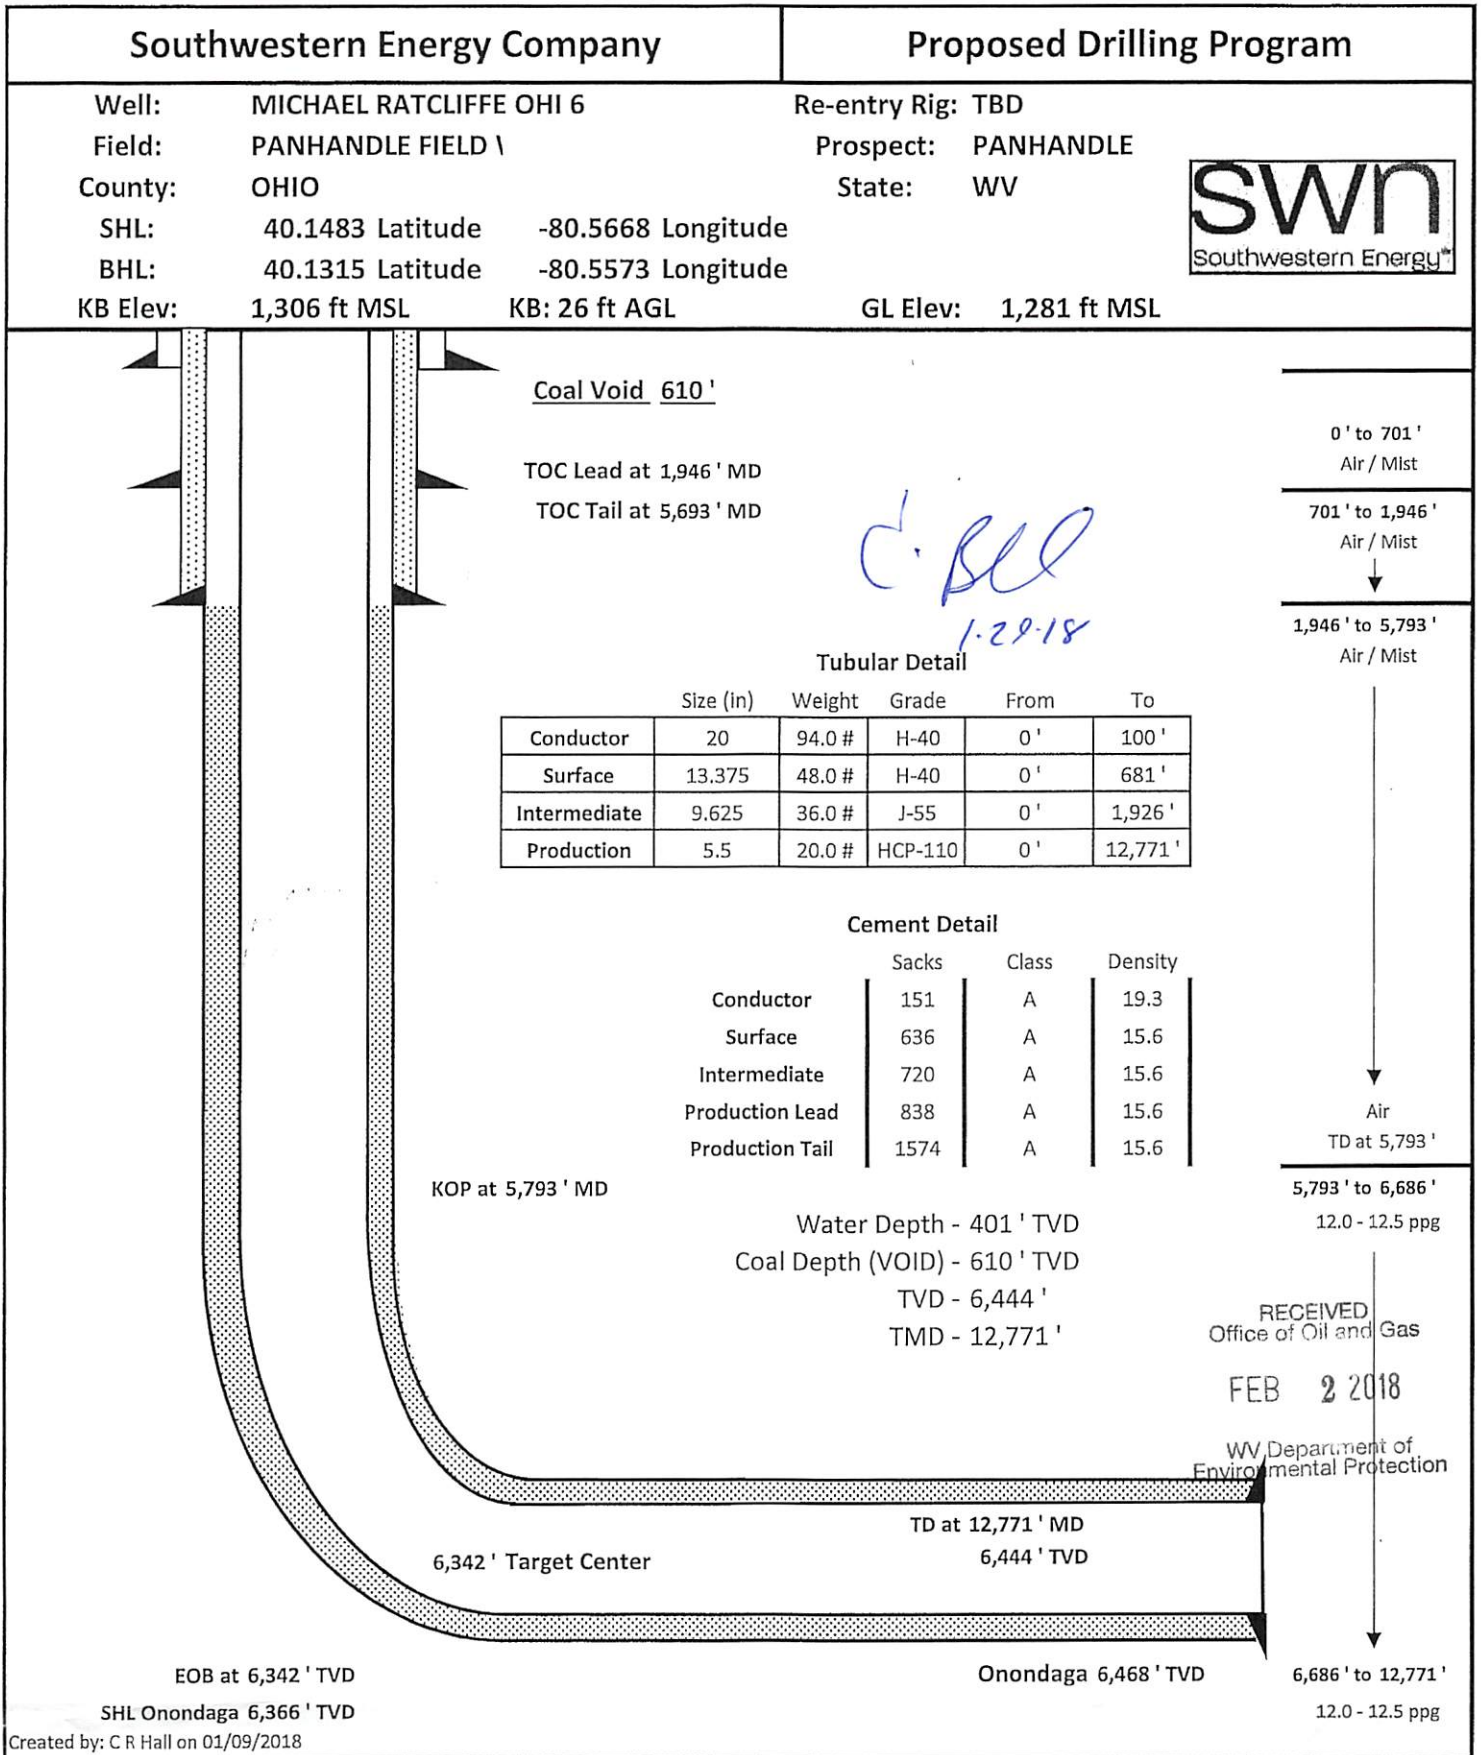 Southwestern Energy Company Proposed Drilling Program
Well: MICHAEL RATCLIFFE OHI 6 Re-entry Rig: TBD
Field: PANHANDLE FIELD \ Prospect: PANHANDLE
County: OHIO State: WV
SHL: 40.1483 Latitude -80.5668 Longitude
BHL: 40.1315 Latitude -80.5573 Longitude
KB Elev: 1,306 ft MSL KB: 26 ft AGL GL Elev: 1,281 ft MSL
swn
Southwestern Energy
Coal Void 610 '
TOC Lead at 1,946 ' MD
TOC Tail at 5,693 ' MD
0 ' to 701 '
Air / Mist
701 ' to 1,946 '
Air / Mist
1,946 ' to 5,793 '
Air / Mist
1-29-18
Tubular Detail
Size (in) Weight Grade From To
Conductor 20 94.0 # H-40 0 ' 100 '
Surface 13.375 48.0 # H-40 0 ' 681 '
Intermediate 9.625 36.0 # J-55 0 ' 1,926 '
Production 5.5 20.0 # HCP-110 0 ' 12,771 '
Cement Detail
Sacks Class Density
Conductor 151 A 19.3
Surface 636 A 15.6
Intermediate 720 A 15.6
Production Lead 838 A 15.6
Production Tail 1574 A 15.6
Air
TD at 5,793 '
KOP at 5,793 ' MD
5,793 ' to 6,686 '
12.0 - 12.5 ppg
Water Depth - 401 ' TVD
Coal Depth (VOID) - 610 ' TVD
TVD - 6,444 '
TMD - 12,771 '
RECEIVED
Office of Oil and Gas
FEB 2 2018
WV Department of
Environmental Protection
TD at 12,771 ' MD
6,444 ' TVD
6,342 ' Target Center
EOB at 6,342 ' TVD
Onondaga 6,468 ' TVD
6,686 ' to 12,771 '
SHL Onondaga 6,366 ' TVD
12.0 - 12.5 ppg
Created by: C R Hall on 01/09/2018